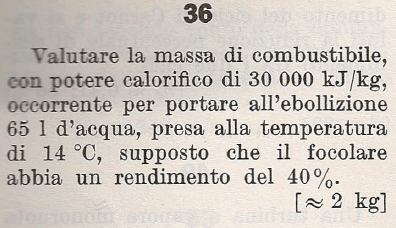 36
Valutare la massa di combustibile,
con potere calorifico di 30 000 kJ/kg,
occorrente per portare all'ebollizione
65 l d'acqua, presa alla temperatura
di 14 °C, supposto che il focolare
abbia un rendimento del 40%.
[≈ 2 kg]